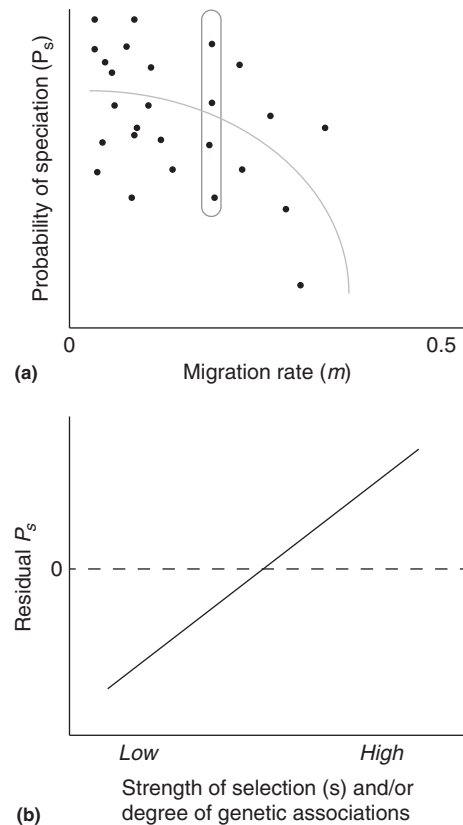 Probability of speciation (Pₛ)
0
0.5
(a)
Migration rate (m)
Residual Pₛ
0
Low
High
Strength of selection (s) and/or
(b)
degree of genetic associations